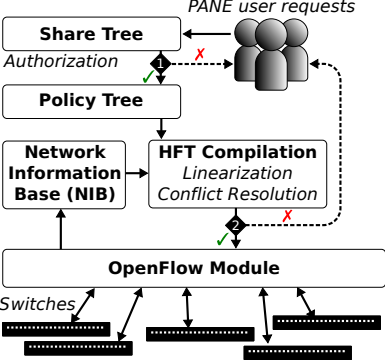 PANE user requests
Share Tree
Authorization
1
✓
✗
Policy Tree
Network
Information
Base (NIB)
HFT Compilation
Linearization
Conflict Resolution
2
✓
✗
OpenFlow Module
Switches